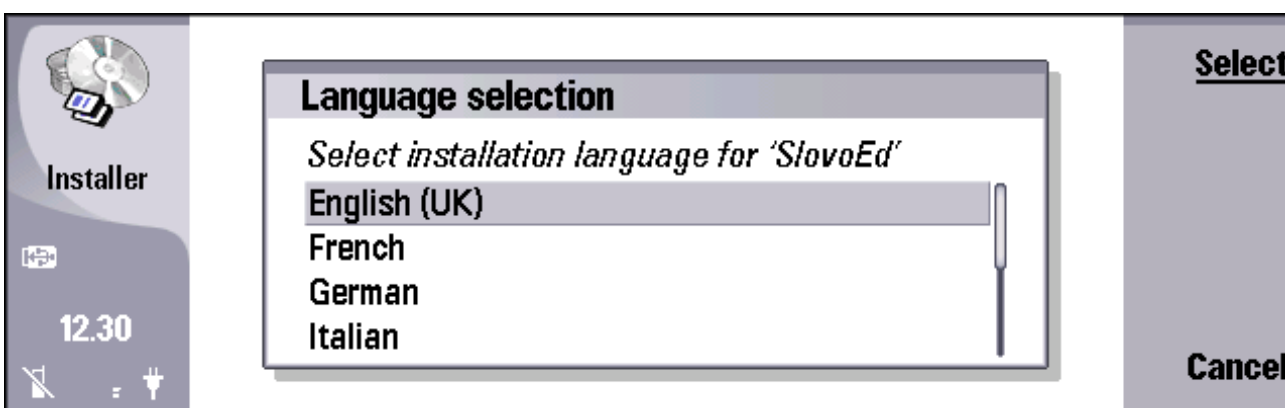 Installer
12.30
Language selection
Select installation language for 'SlovoEd'
English (UK)
French
German
Italian
Select
Cancel